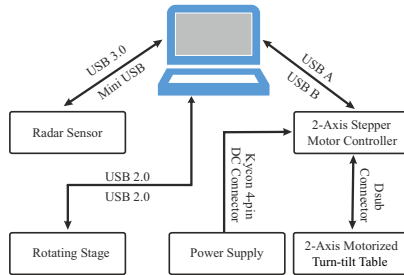 USB 3.0
Mini USB
USB A
USB B
Radar Sensor
2-Axis Stepper
Motor Controller
USB 2.0
USB 2.0
Kycon 4-pin
DC Connector
Dsub
Connector
Rotating Stage
Power Supply
2-Axis Motorized
Turn-tilt Table